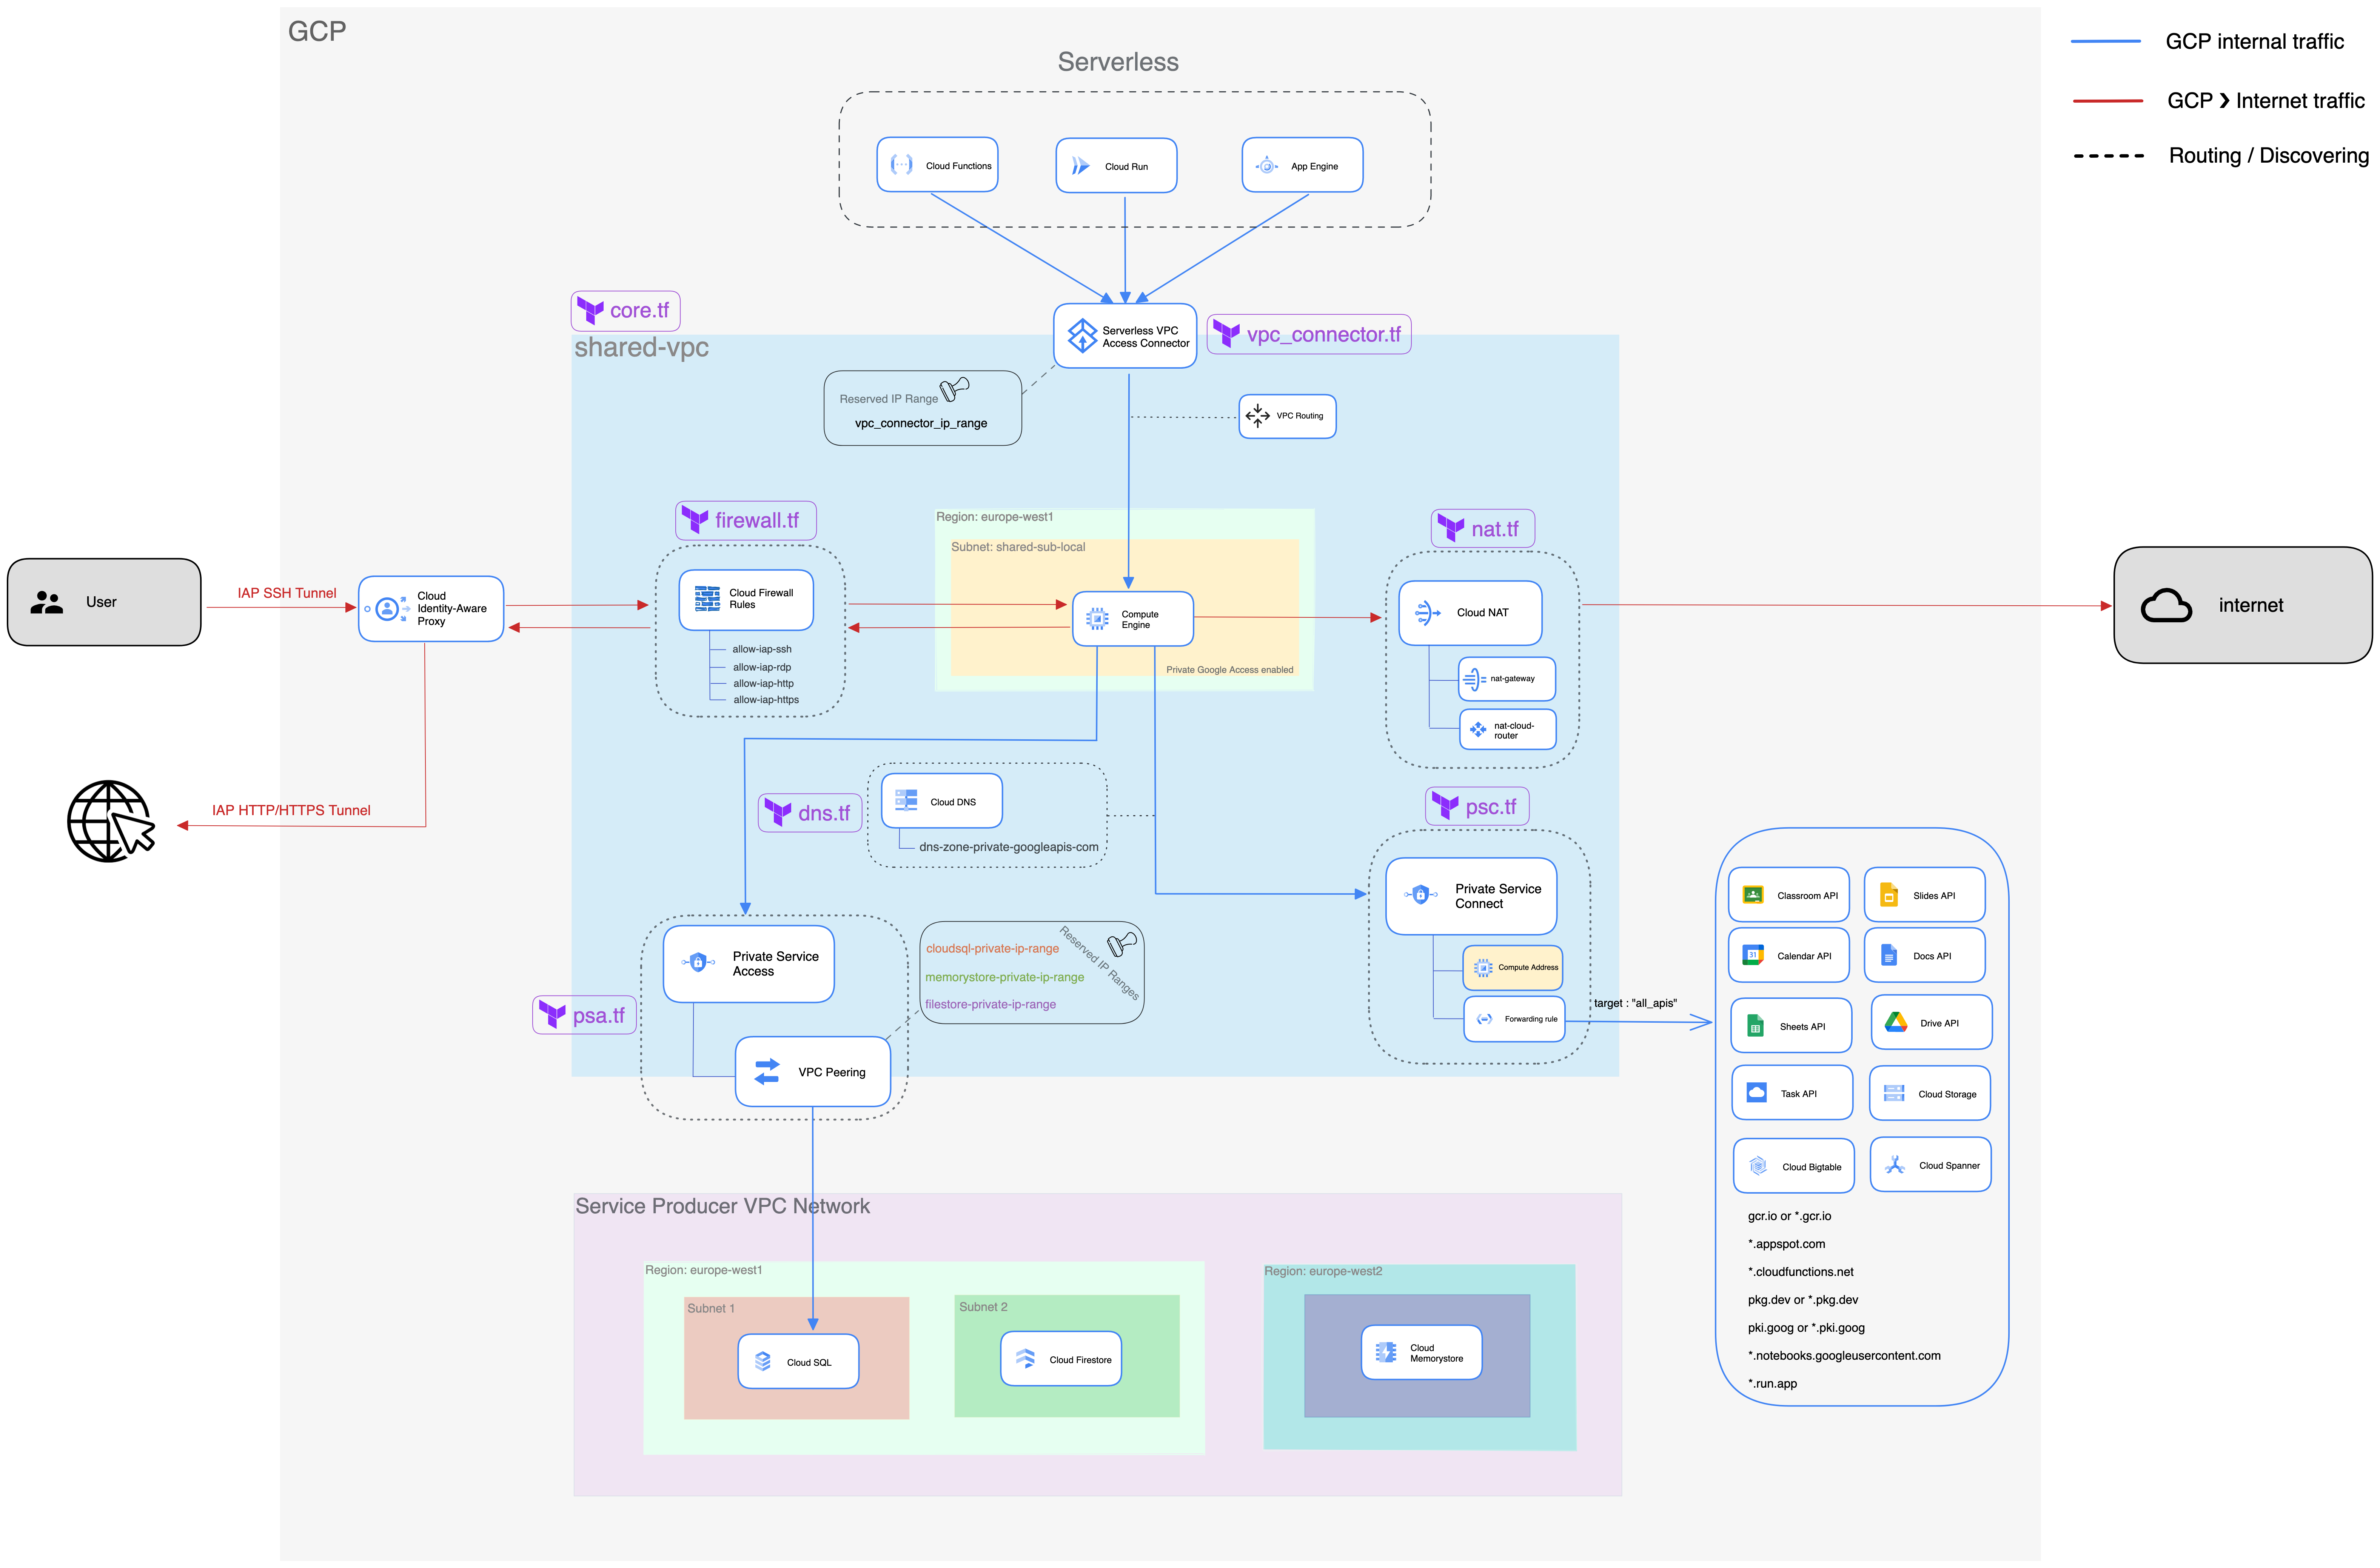 GCP
GCP internal traffic
GCP ❯ Internet traffic
Routing / Discovering
Serverless
Cloud Functions
Cloud Run
App Engine
core.tf
shared-vpc
Serverless VPC
Access Connector
vpc_connector.tf
Reserved IP Range
vpc_connector_ip_range
VPC Routing
firewall.tf
Region: europe-west1
Subnet: shared-sub-local
nat.tf
User
IAP SSH Tunnel
Cloud
Identity-Aware
Proxy
Cloud Firewall
Rules
allow-iap-ssh
allow-iap-rdp
allow-iap-http
allow-iap-https
Compute
Engine
Private Google Access enabled
Cloud NAT
nat-gateway
nat-cloud-
router
internet
IAP HTTP/HTTPS Tunnel
dns.tf
Cloud DNS
dns-zone-private-googleapis-com
psc.tf
Private Service
Connect
Compute Address
Forwarding rule
target : "all_apis"
psa.tf
Private Service
Access
VPC Peering
cloudsql-private-ip-range
memorystore-private-ip-range
filestore-private-ip-range
Reserved IP Ranges
Classroom API
Slides API
31
Calendar API
Docs API
Sheets API
Drive API
Task API
Cloud Storage
Cloud Bigtable
Cloud Spanner
gcr.io or *.gcr.io
*.appspot.com
*.cloudfunctions.net
pkg.dev or *.pkg.dev
pki.goog or *.pki.goog
*.notebooks.googleusercontent.com
*.run.app
Service Producer VPC Network
Region: europe-west1
Subnet 1
Cloud SQL
Subnet 2
Cloud Firestore
Region: europe-west2
Cloud
Memorystore